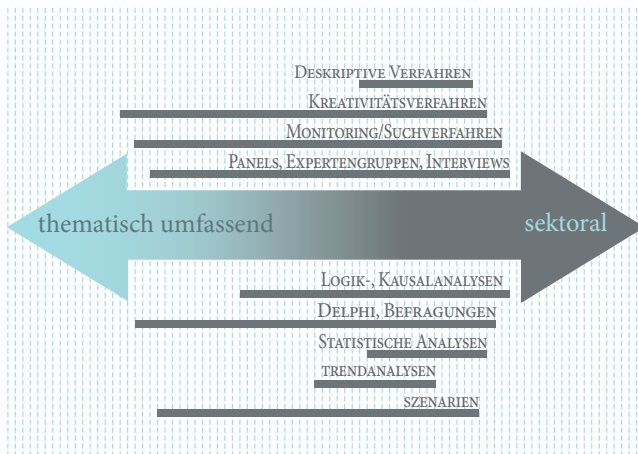 Deskriptive Verfahren
Kreativitätsverfahren
Monitoring/Suchverfahren
Panels, Expertengruppen, Interviews
thematisch umfassend
sektoral
Logik-, Kausalanalysen
Delphi, Befragungen
Statistische Analysen
trendanalysen
szenarien